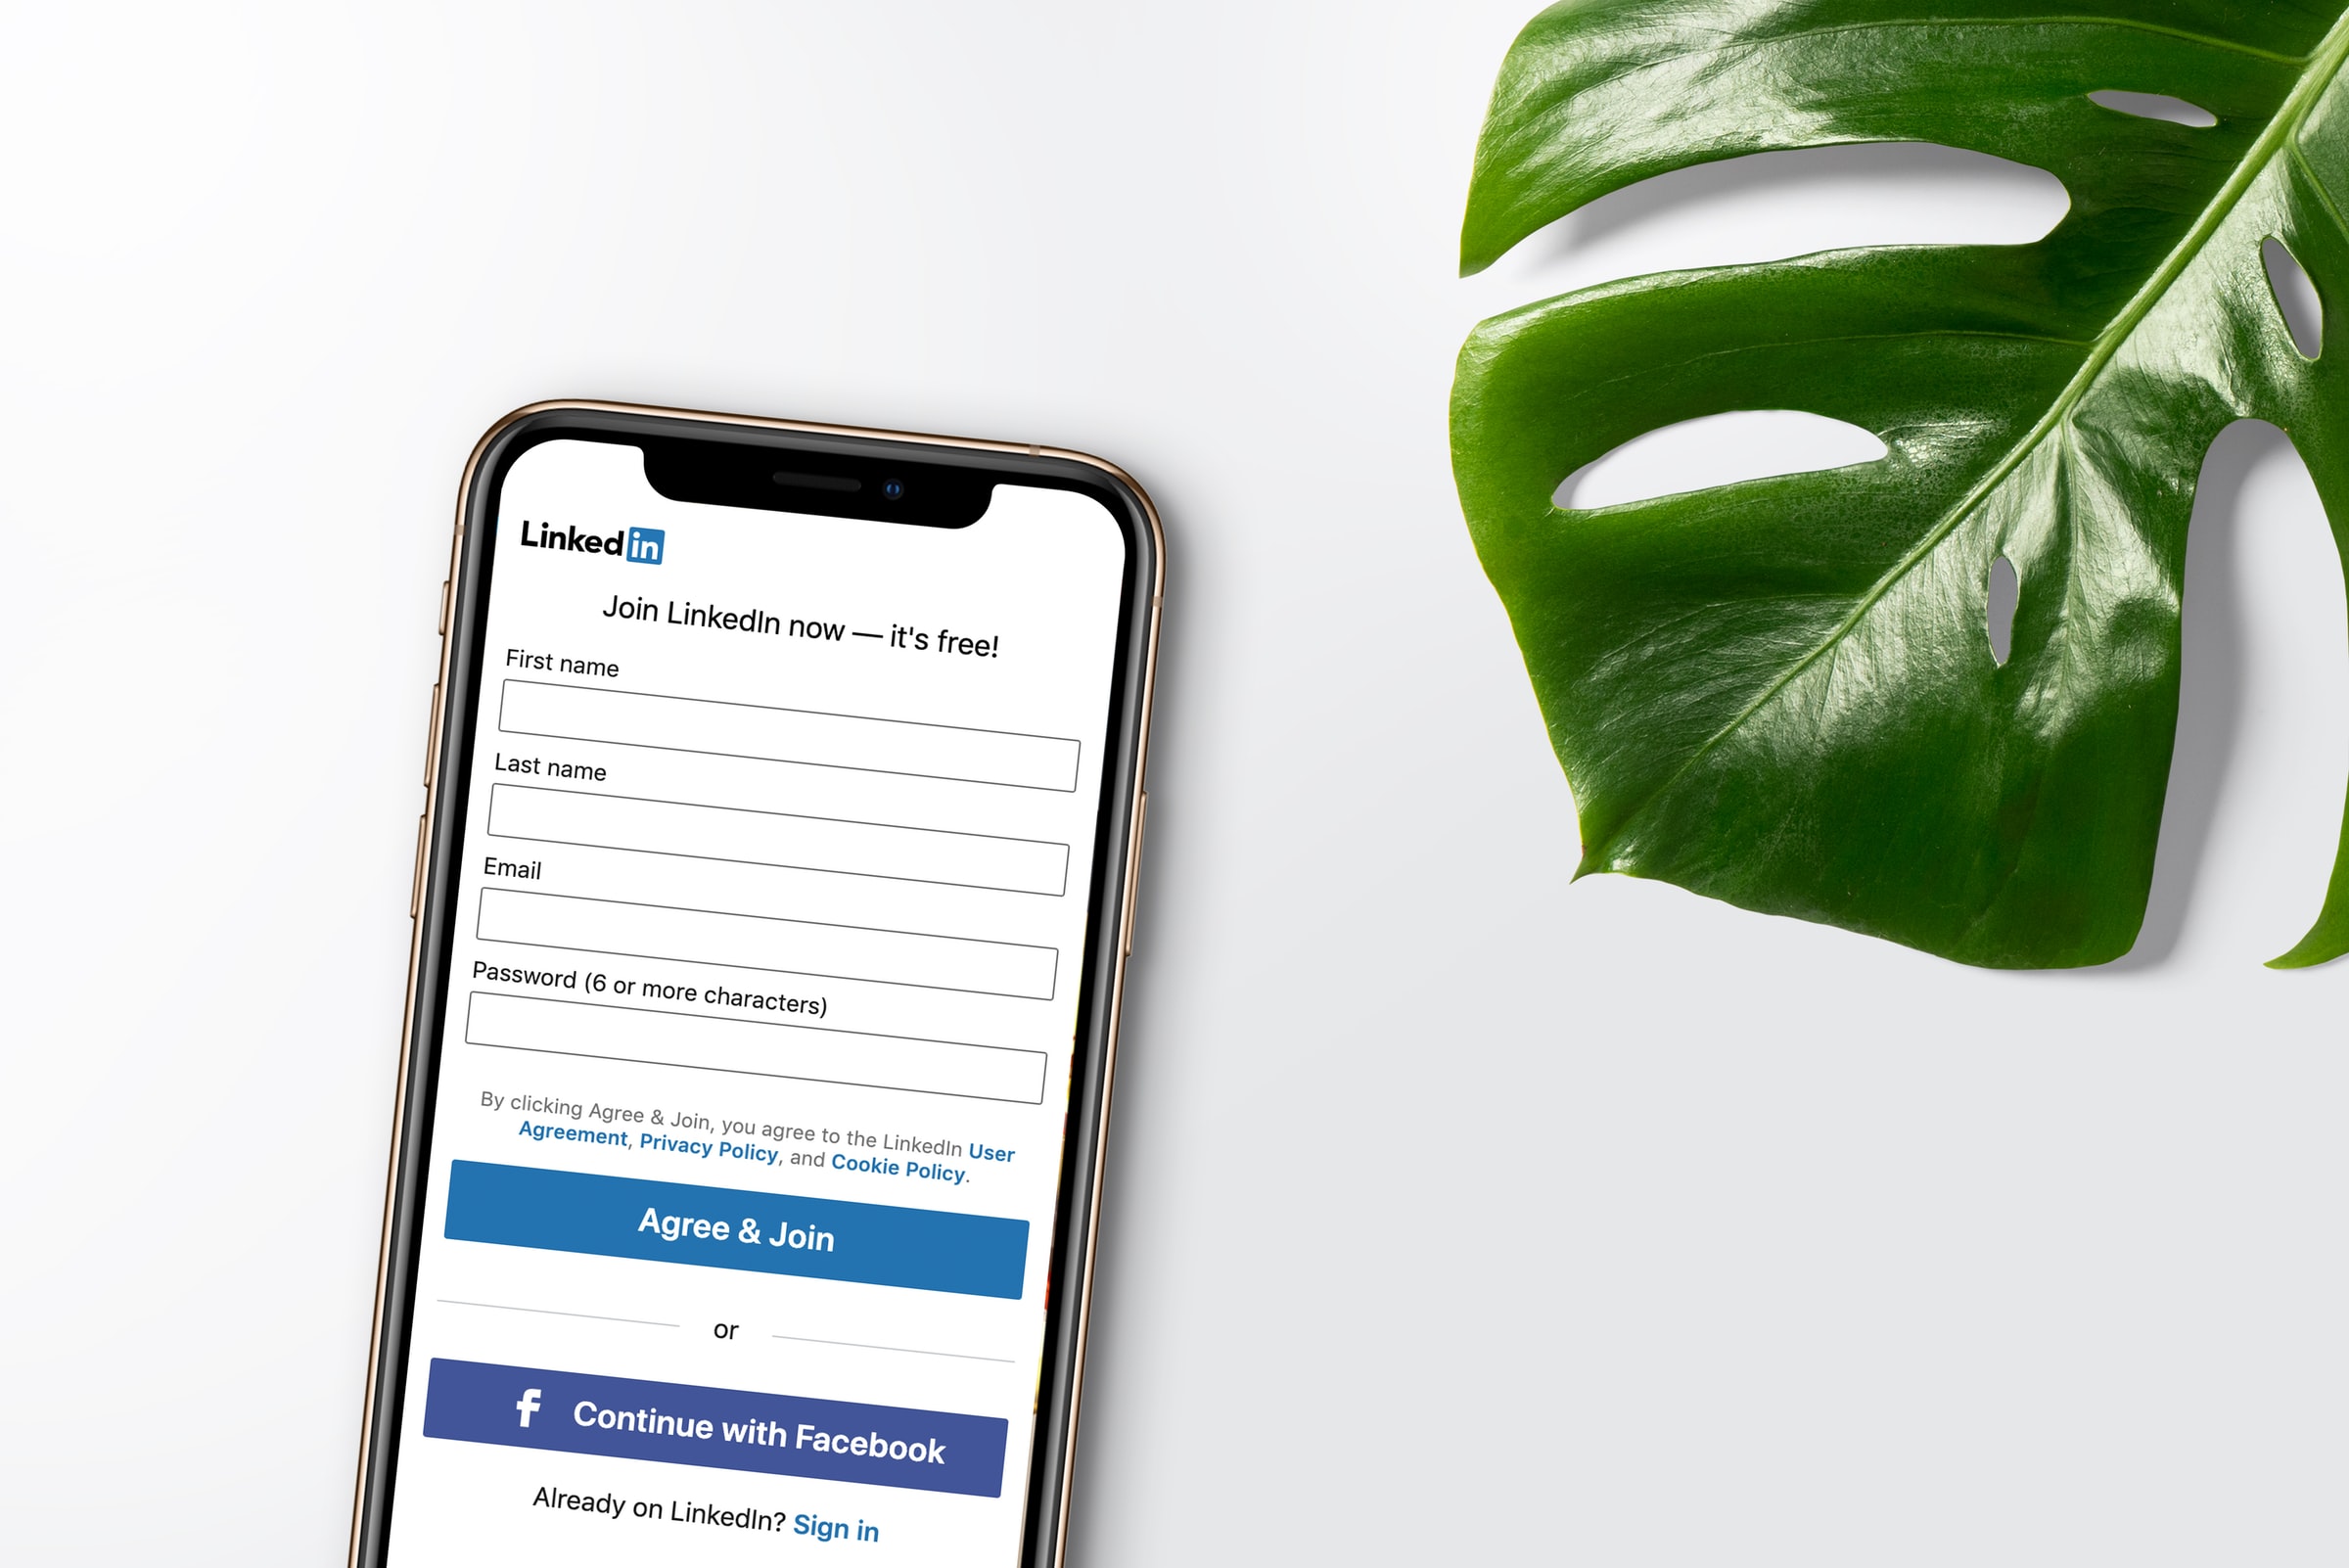 Linked in
Join LinkedIn now — it's free!
First name
Last name
Email
Password (6 or more characters)
By clicking Agree & Join, you agree to the LinkedIn User
Agreement, Privacy Policy, and Cookie Policy.
Agree & Join
or
f Continue with Facebook
Already on LinkedIn? Sign in